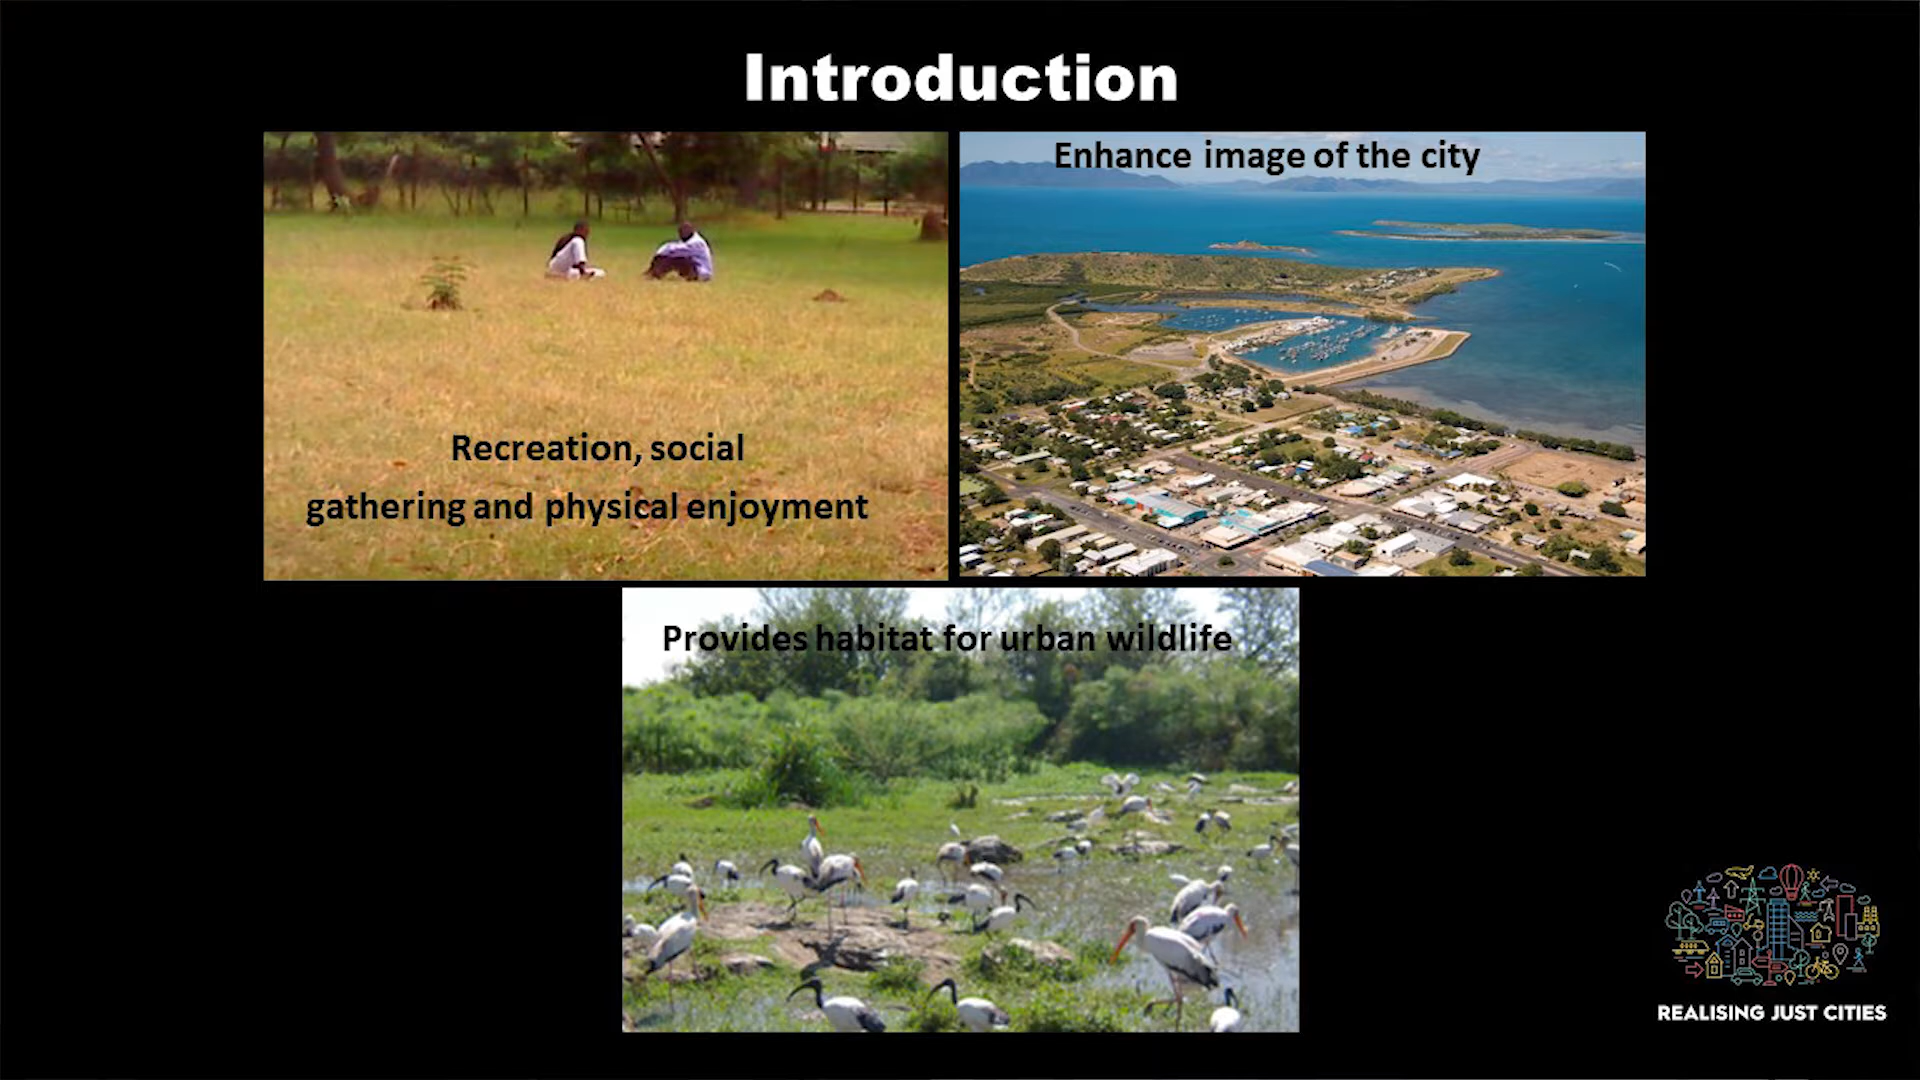 Introduction
Enhance image of the city
Recreation, social
gathering and physical enjoyment
Provides habitat for urban wildlife
REALISING JUST CITIES